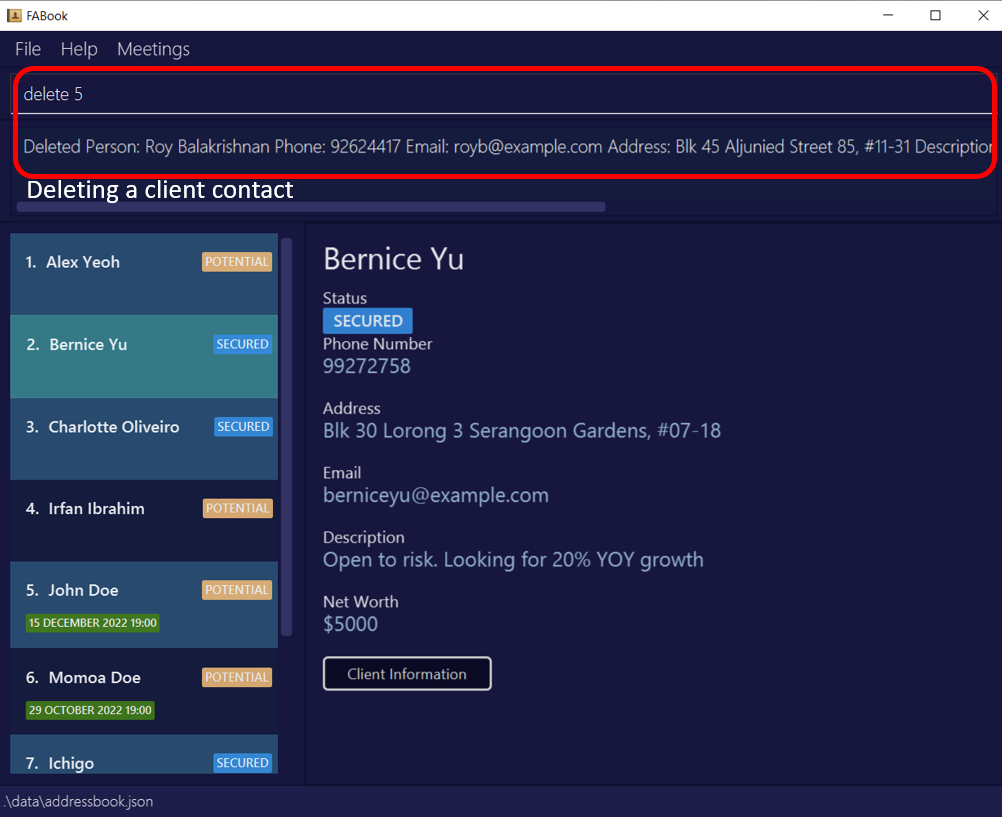 FABook
File Help Meetings
delete 5
Deleted Person: Roy Balakrishnan Phone: 92624417 Email: royb@example.com Address: Blk 45 Aljunied Street 85, #11-31 Description
Deleting a client contact
1. Alex Yeoh POTENTIAL
2. Bernice Yu SECURED
3. Charlotte Oliveiro SECURED
4. Irfan Ibrahim POTENTIAL
5. John Doe POTENTIAL
15 DECEMBER 2022 19:00
6. Momoa Doe POTENTIAL
29 OCTOBER 2022 19:00
7. Ichigo SECURED
Bernice Yu
Status
SECURED
Phone Number
99272758
Address
Blk 30 Lorong 3 Serangoon Gardens, #07-18
Email
berniceyu@example.com
Description
Open to risk. Looking for 20% YOY growth
Net Worth
$5000
Client Information
.\data\addressbook.json